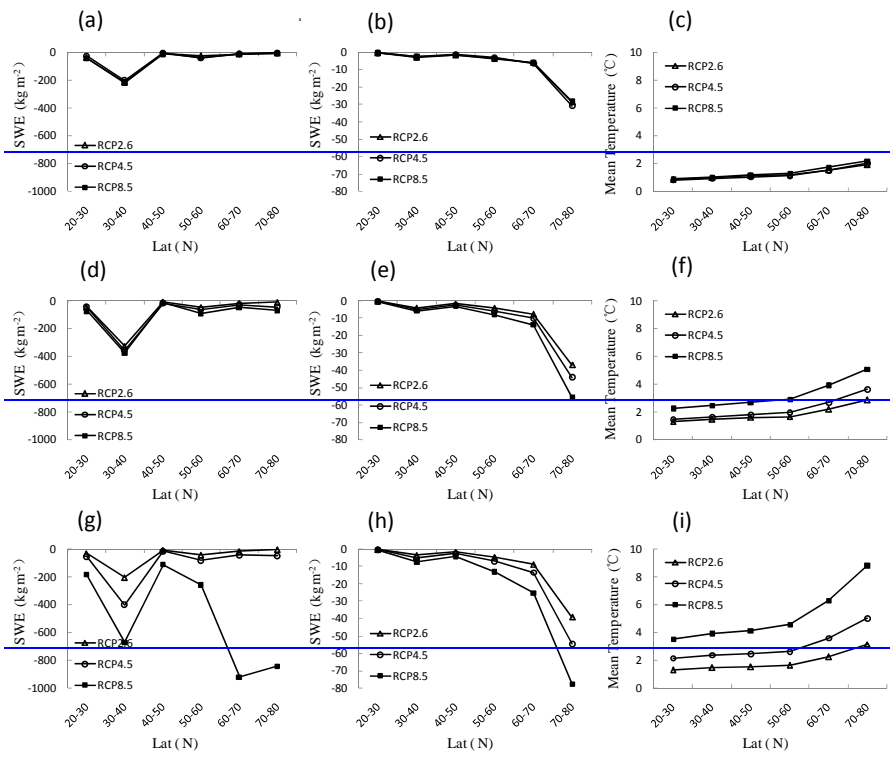 (a)
SWE (kg m-2)
0
-200
-400
-600
-800
-1000
RCP2.6
RCP4.5
RCP8.5
20-30
30-40
40-50
50-60
60-70
70-80
Lat ( N)
(b)
SWE (kg m-2)
0
-10
-20
-30
-40
-50
-60
-70
-80
RCP2.6
RCP4.5
RCP8.5
20-30
30-40
40-50
50-60
60-70
70-80
Lat ( N)
(c)
Mean Temperature (℃)
10
8
6
4
2
0
RCP2.6
RCP4.5
RCP8.5
20-30
30-40
40-50
50-60
60-70
70-80
Lat ( N)
(d)
SWE (kg m-2)
0
-200
-400
-600
-800
-1000
RCP2.6
RCP4.5
RCP8.5
20-30
30-40
40-50
50-60
60-70
70-80
Lat ( N)
(e)
SWE (kg m-2)
0
-10
-20
-30
-40
-50
-60
-70
-80
RCP2.6
RCP4.5
RCP8.5
20-30
30-40
40-50
50-60
60-70
70-80
Lat ( N)
(f)
Mean Temperature (℃)
10
8
6
4
2
0
RCP2.6
RCP4.5
RCP8.5
20-30
30-40
40-50
50-60
60-70
70-80
Lat ( N)
(g)
SWE (kg m-2)
0
-200
-400
-600
-800
-1000
RCP2.6
RCP4.5
RCP8.5
20-30
30-40
40-50
50-60
60-70
70-80
Lat ( N)
(h)
SWE (kg m-2)
0
-10
-20
-30
-40
-50
-60
-70
-80
RCP2.6
RCP4.5
RCP8.5
20-30
30-40
40-50
50-60
60-70
70-80
Lat ( N)
(i)
Mean Temperature (℃)
10
8
6
4
2
0
RCP2.6
RCP4.5
RCP8.5
20-30
30-40
40-50
50-60
60-70
70-80
Lat ( N)